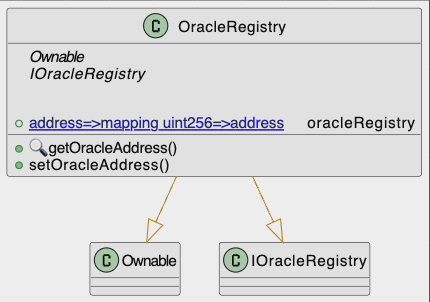 C OracleRegistry
Ownable
IOracleRegistry
address=>mapping uint256=>address oracleRegistry
getOracleAddress()
setOracleAddress()
C Ownable
C IOracleRegistry